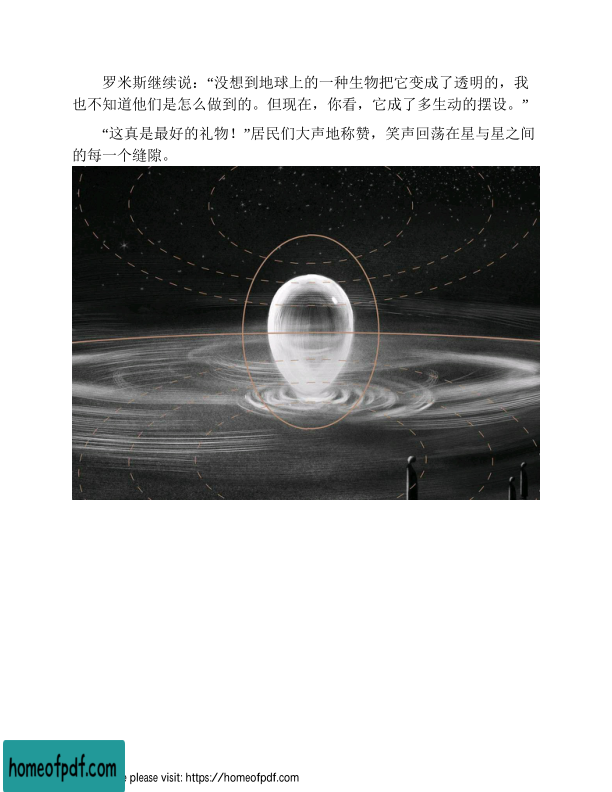 罗米斯继续说：“没想到地球上的一种生物把它变成了透明的，我
也不知道他们是怎么做到的。但现在，你看，它成了多生动的摆设。”
“这真是最好的礼物！”居民们大声地称赞，笑声回荡在星与星之间
的每一个缝隙。
homeofpdf.com
e please visit: https://homeofpdf.com